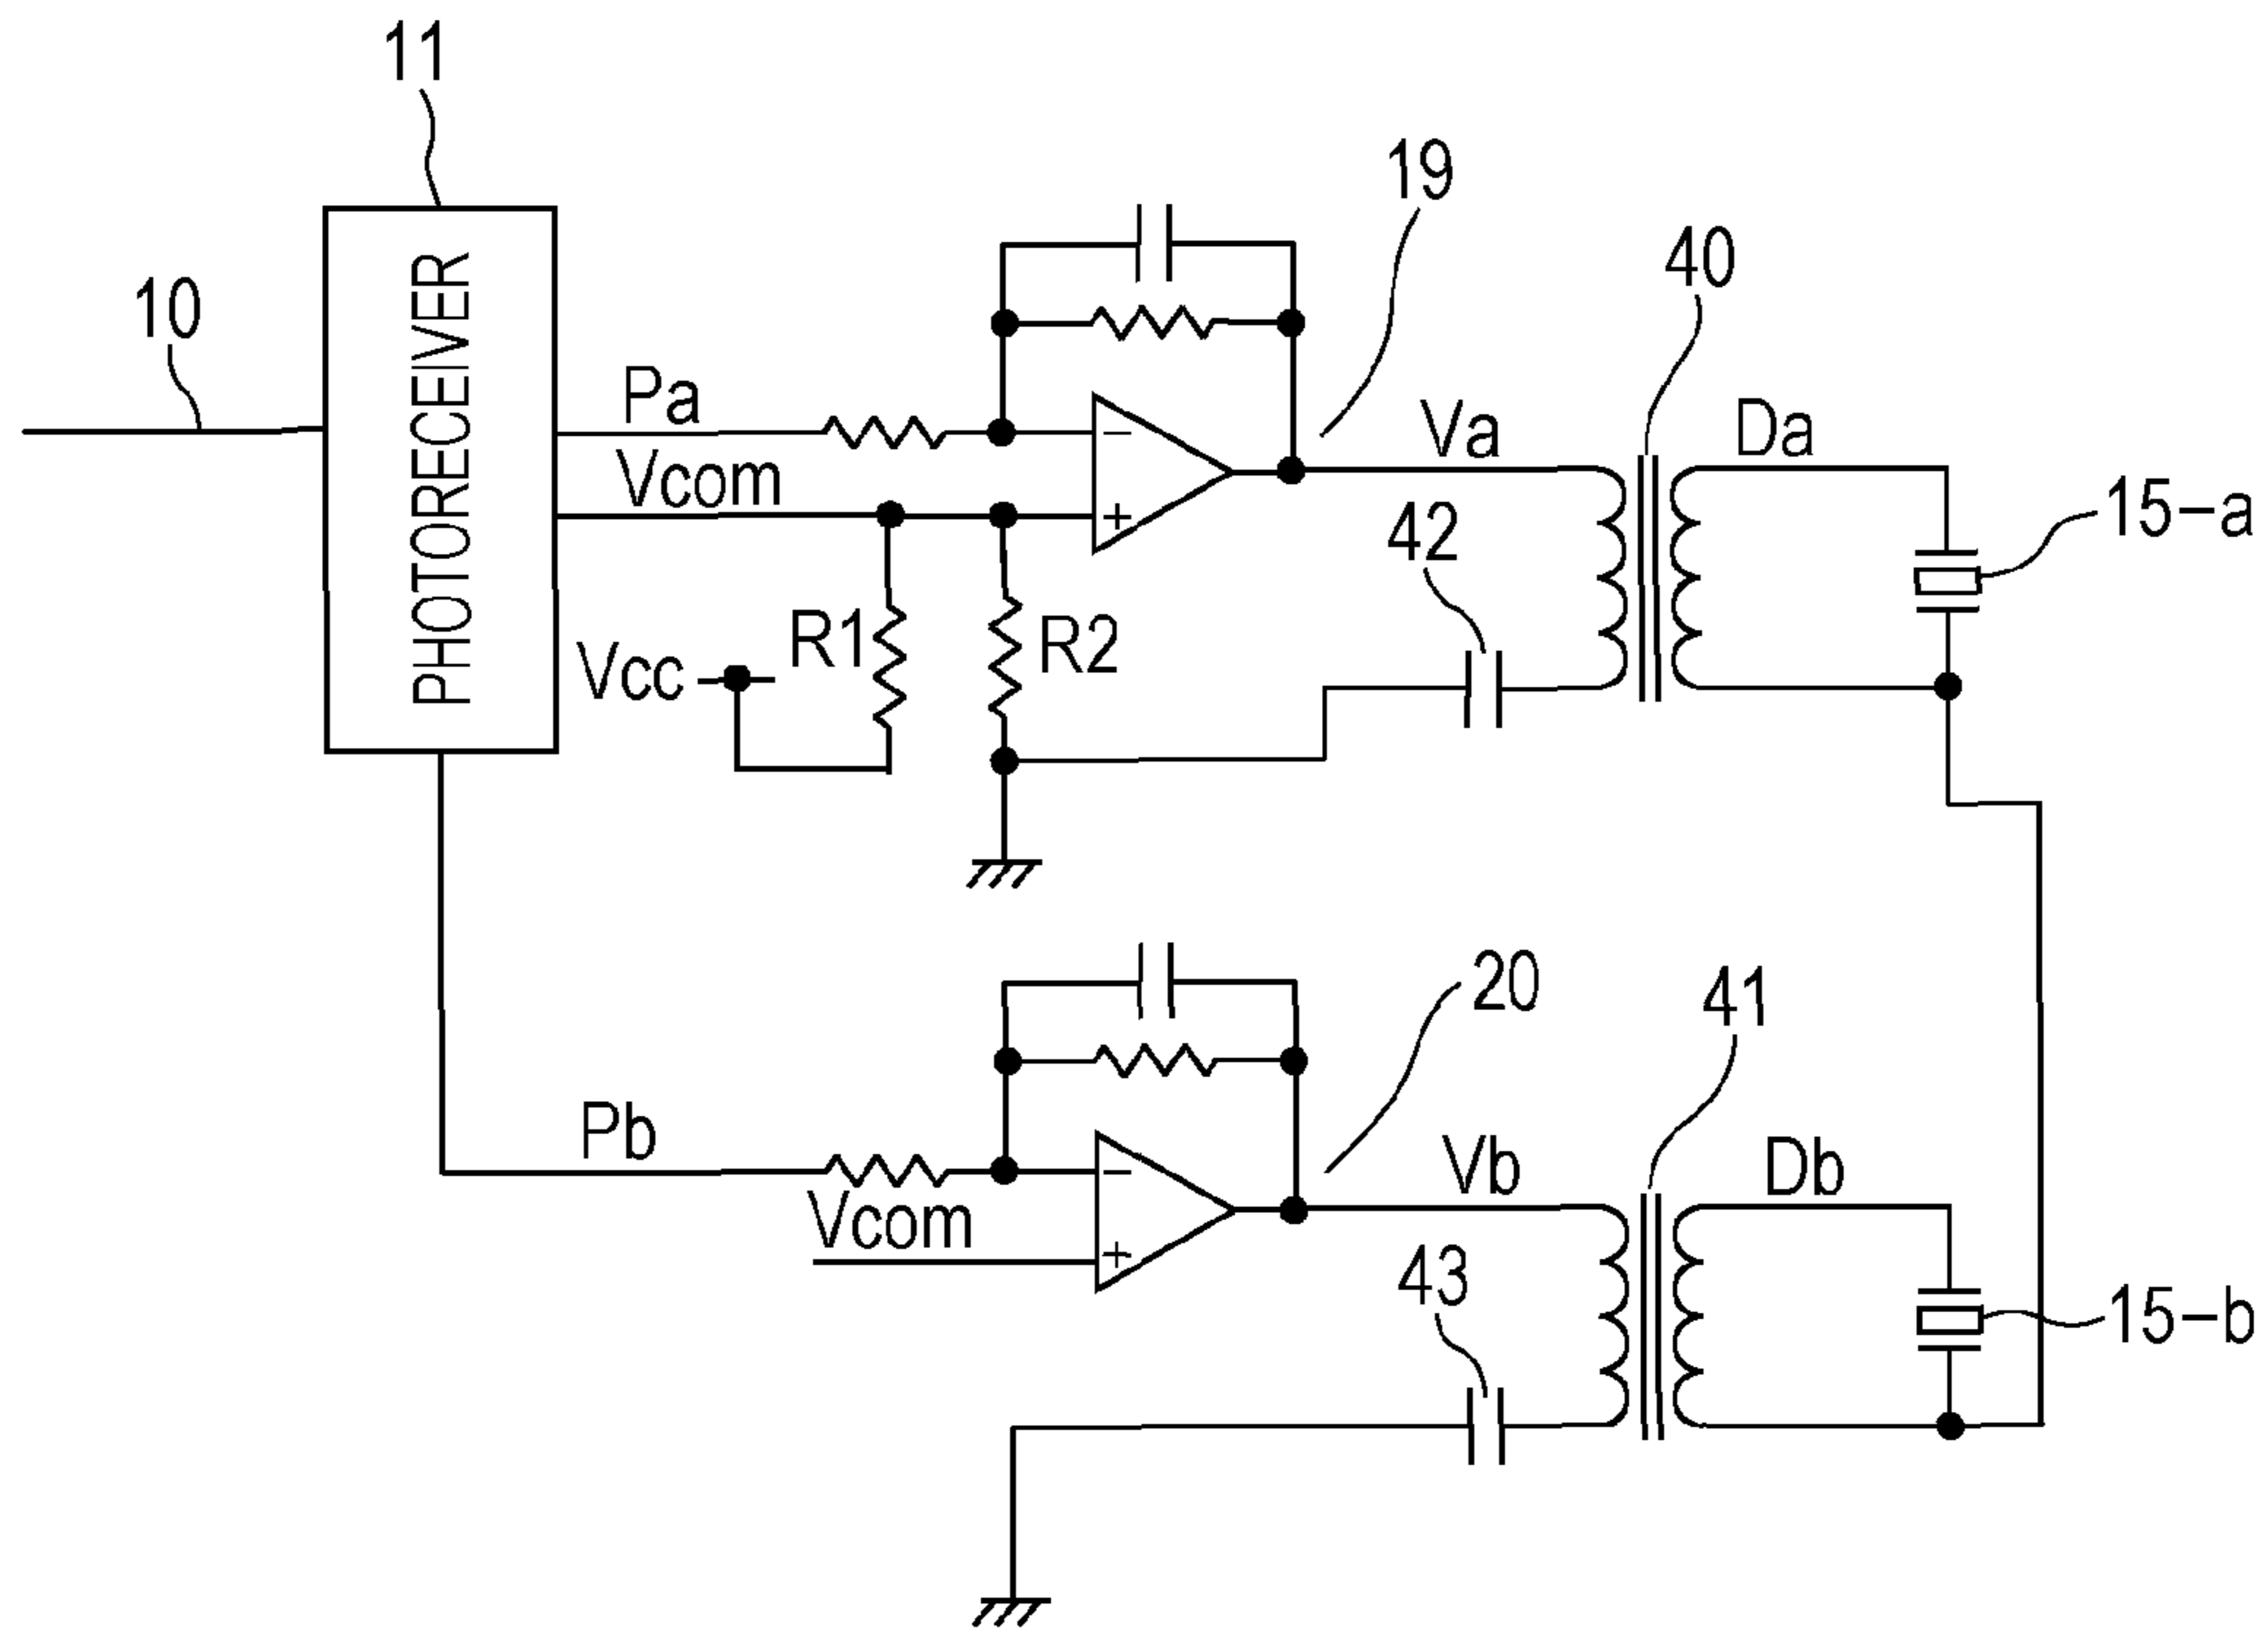 11
19
40
10
PHOTORECEIVER
Pa
Va
Da
Vcom
15-a
42
R1
R2
Vcc
−
+
20
41
Pb
Vb
Db
Vcom
43
15-b
−
+